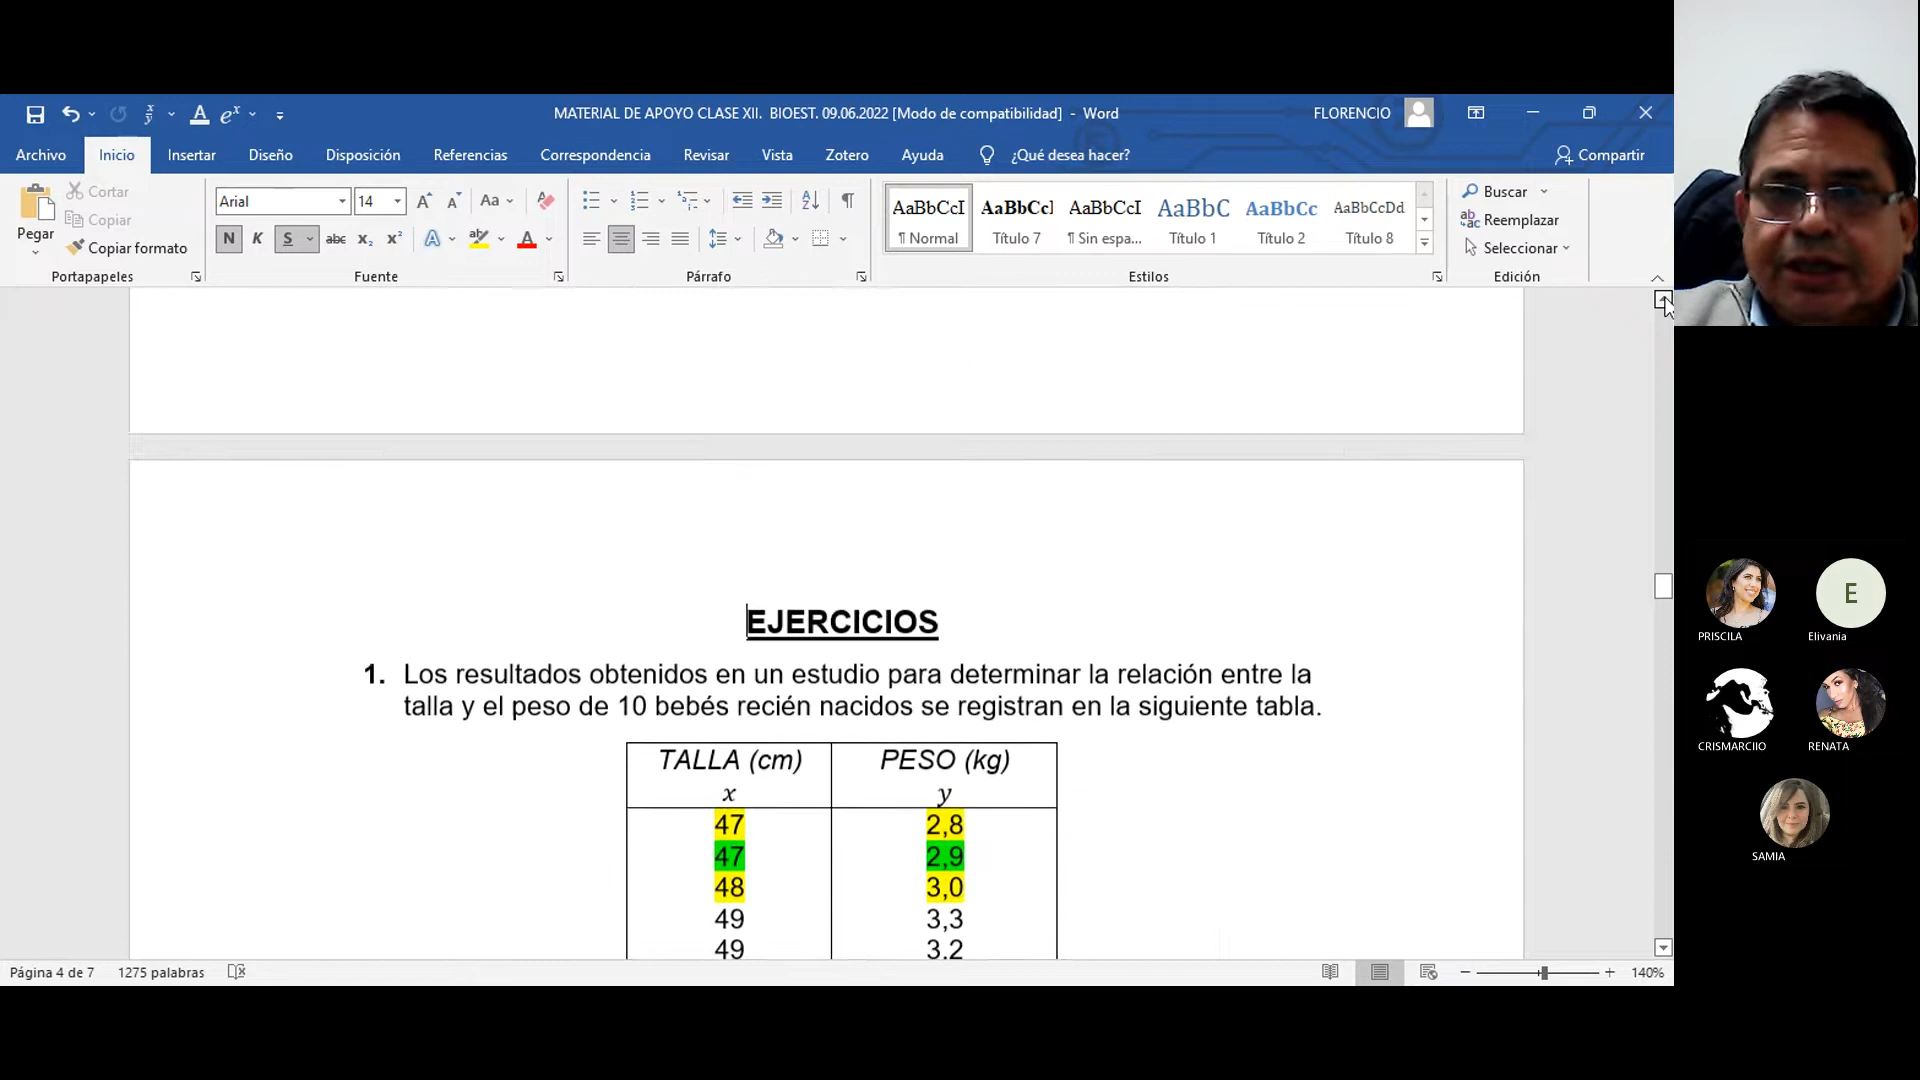 MATERIAL DE APOYO CLASE XII. BIOEST. 09.06.2022 [Modo de compatibilidad] - Word
FLORENCIO
Archivo Inicio Insertar Diseño Disposición Referencias Correspondencia Revisar Vista Zotero Ayuda ¿Qué desea hacer? Compartir
Pegar
Cortar
Copiar
Copiar formato
Portapapeles
Arial 14
N K S abc x₂ x²
Fuente
Párrafo
AaBbCcI AaBbCcI AaBbCcI AaBbC AaBbCc AaBbCcDd
¶ Normal Título 7 ¶ Sin espa... Título 1 Título 2 Título 8
Estilos
Buscar
Reemplazar
Seleccionar
Edición
EJERCICIOS
1. Los resultados obtenidos en un estudio para determinar la relación entre la
talla y el peso de 10 bebés recién nacidos se registran en la siguiente tabla.
TALLA (cm) PESO (kg)
x y
47 2,8
47 2,9
48 3,0
49 3,3
49 3,2
Página 4 de 7 1275 palabras 140%
PRISCILA
E
Elivania
CRISMARCIIO
RENATA
SAMIA